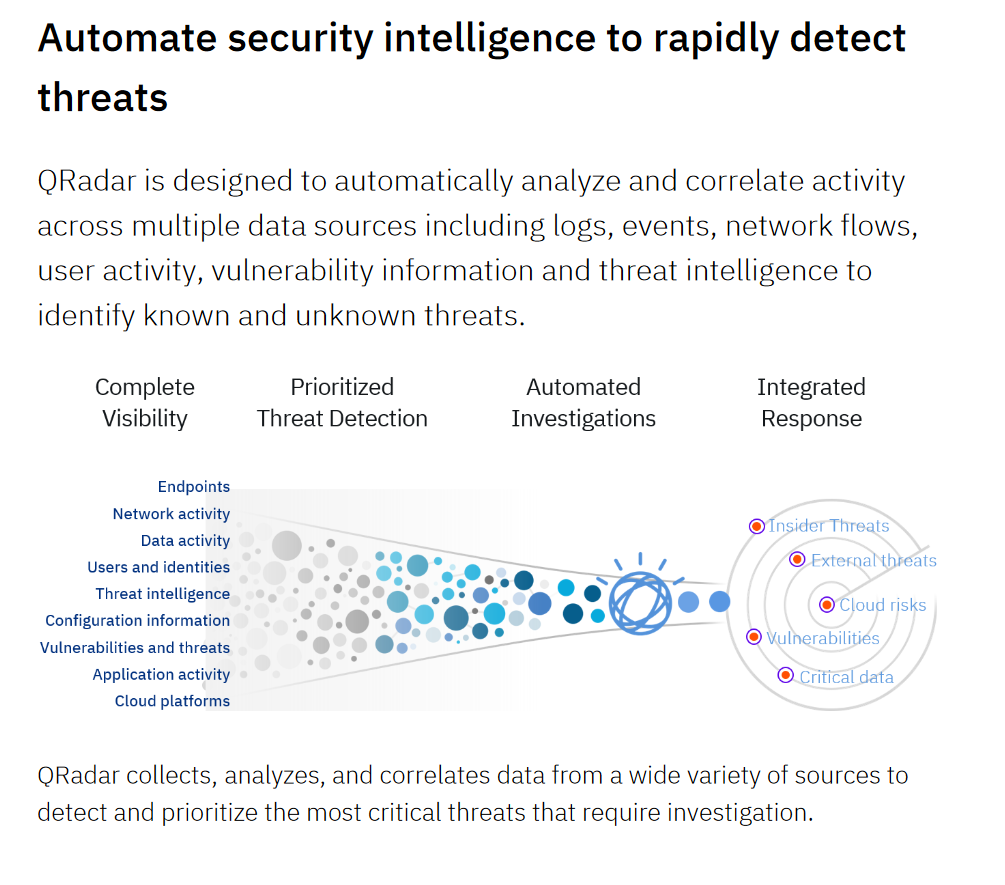 Automate security intelligence to rapidly detect
threats
QRadar is designed to automatically analyze and correlate activity
across multiple data sources including logs, events, network flows,
user activity, vulnerability information and threat intelligence to
identify known and unknown threats.
Complete
Visibility
Prioritized
Threat Detection
Automated
Investigations
Integrated
Response
Endpoints
Network activity
Data activity
Users and identities
Threat intelligence
Configuration information
Vulnerabilities and threats
Application activity
Cloud platforms
Insider Threats
External threats
Cloud risks
Vulnerabilities
Critical data
QRadar collects, analyzes, and correlates data from a wide variety of sources to
detect and prioritize the most critical threats that require investigation.